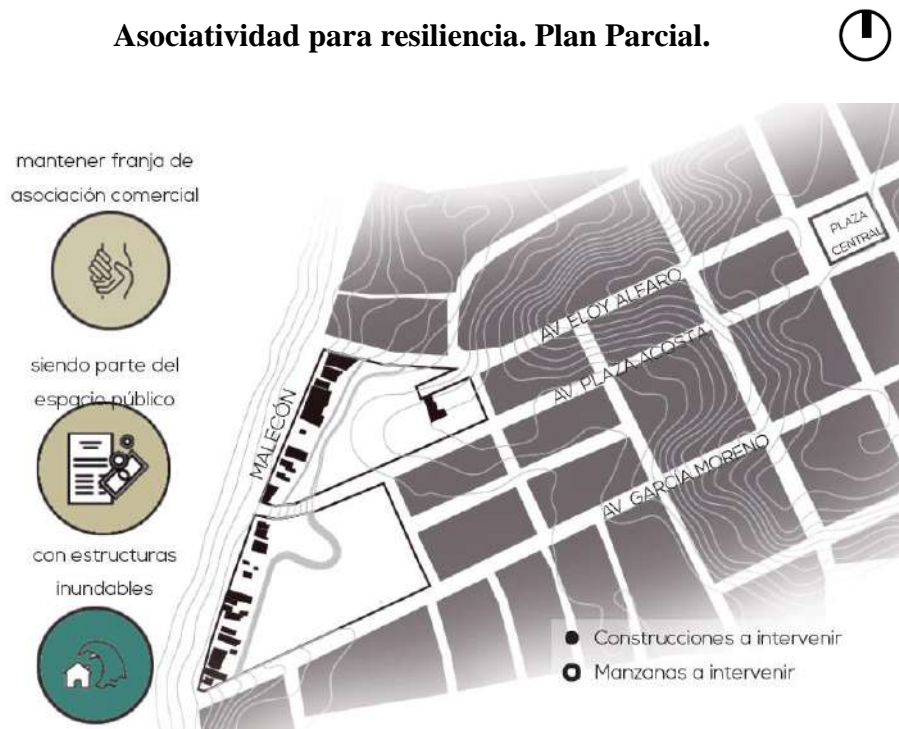 Asociatividad para resiliencia. Plan Parcial.
mantener franja de
asociación comercial
siendo parte del
espacio público
con estructuras
inundables
MALECÓN
AV ELOY ALFARO
AV PLAZA ACOSTA
AV GARCÍA MORENO
PLAZA
CENTRAL
Construcciones a intervenir
Manzanas a intervenir